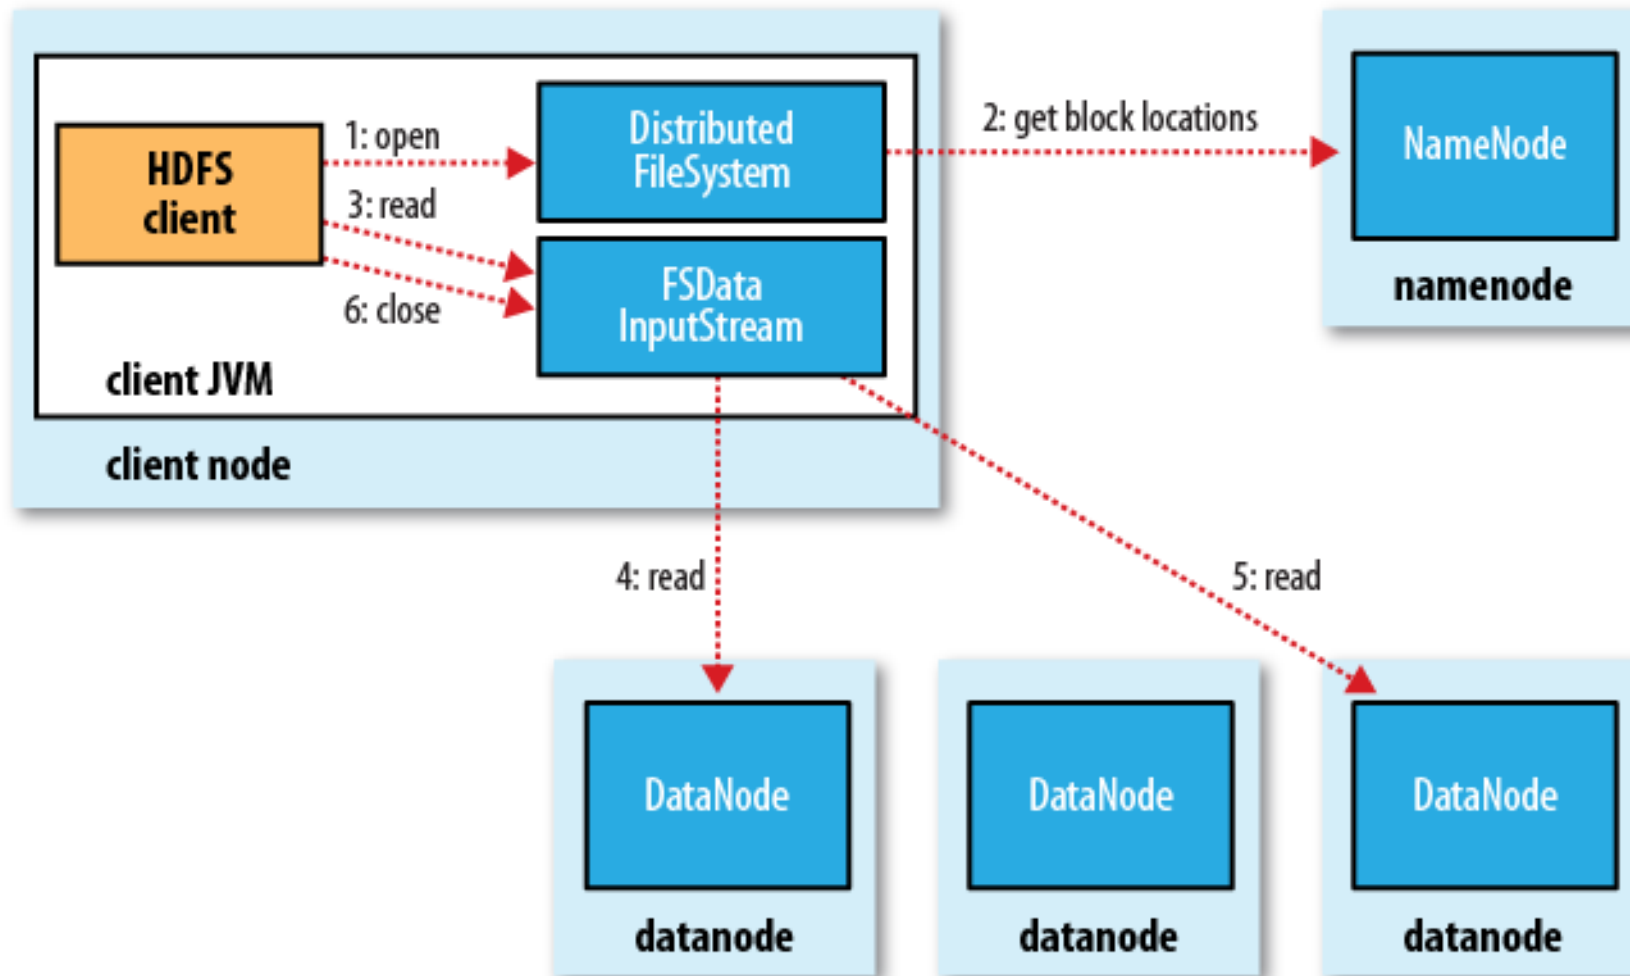 1: open
Distributed
FileSystem
2: get block locations
NameNode
HDFS
client
3: read
FSData
InputStream
6: close
namenode
client JVM
client node
4: read
5: read
DataNode
DataNode
DataNode
datanode
datanode
datanode